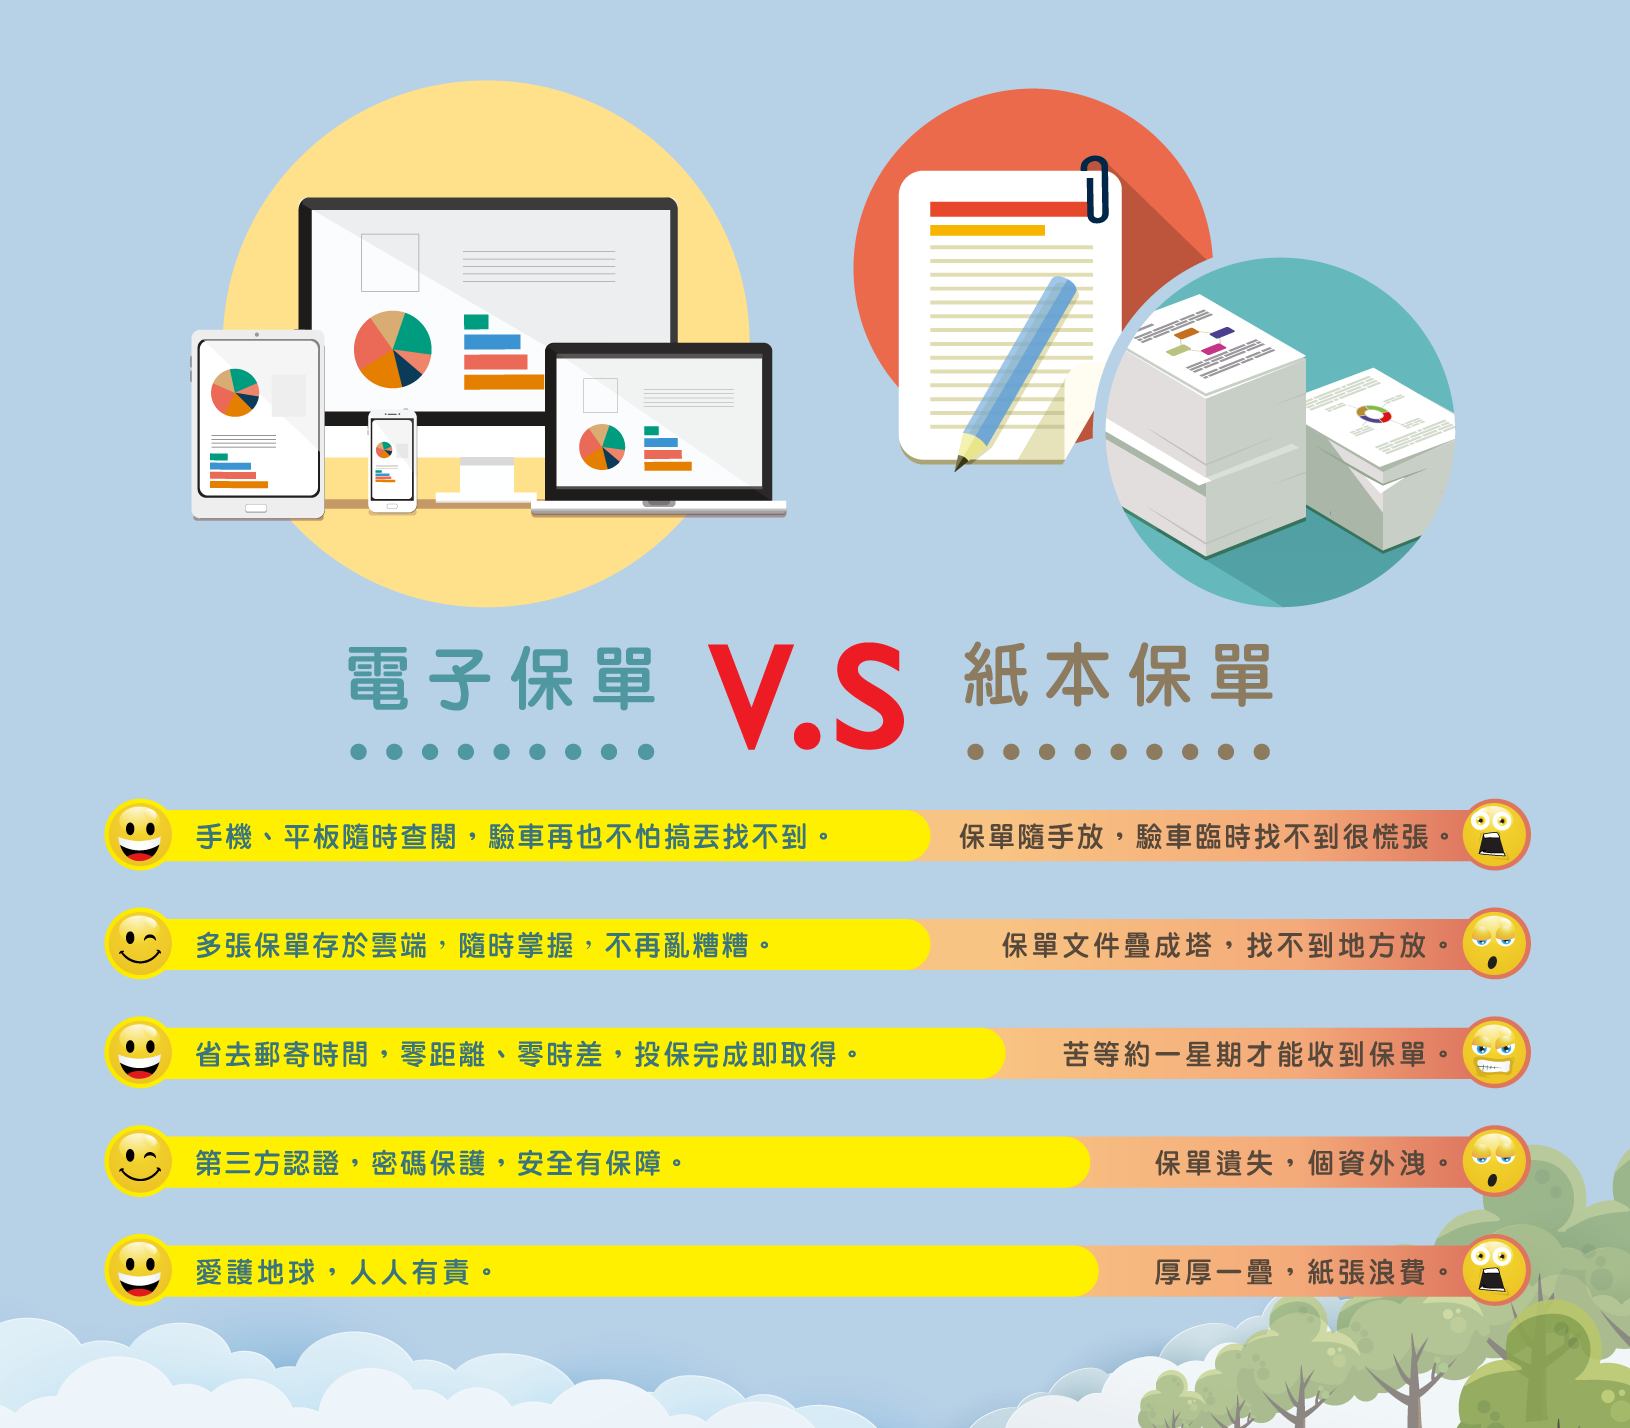 電子保單 V.S 紙本保單
手機、平板隨時查閱，驗車再也不怕搞丟找不到。
保單隨手放，驗車臨時找不到很慌張。
多張保單存於雲端，隨時掌握，不再亂糟糟。
保單文件疊成塔，找不到地方放。
省去郵寄時間，零距離、零時差，投保完成即取得。
苦等約一星期才能收到保單。
第三方認證，密碼保護，安全有保障。
保單遺失，個資外洩。
愛護地球，人人有責。
厚厚一疊，紙張浪費。